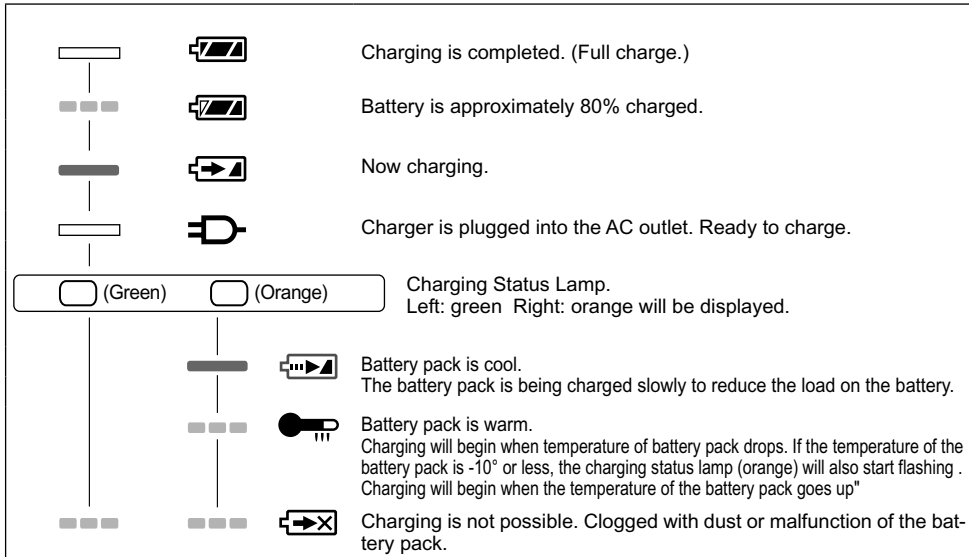 Charging is completed. (Full charge.)
Battery is approximately 80% charged.
Now charging.
Charger is plugged into the AC outlet. Ready to charge.
(Green) (Orange)
Charging Status Lamp.
Left: green Right: orange will be displayed.
Battery pack is cool.
The battery pack is being charged slowly to reduce the load on the battery.
Battery pack is warm.
Charging will begin when temperature of battery pack drops. If the temperature of the
battery pack is -10° or less, the charging status lamp (orange) will also start flashing .
Charging will begin when the temperature of the battery pack goes up"
Charging is not possible. Clogged with dust or malfunction of the bat-
tery pack.